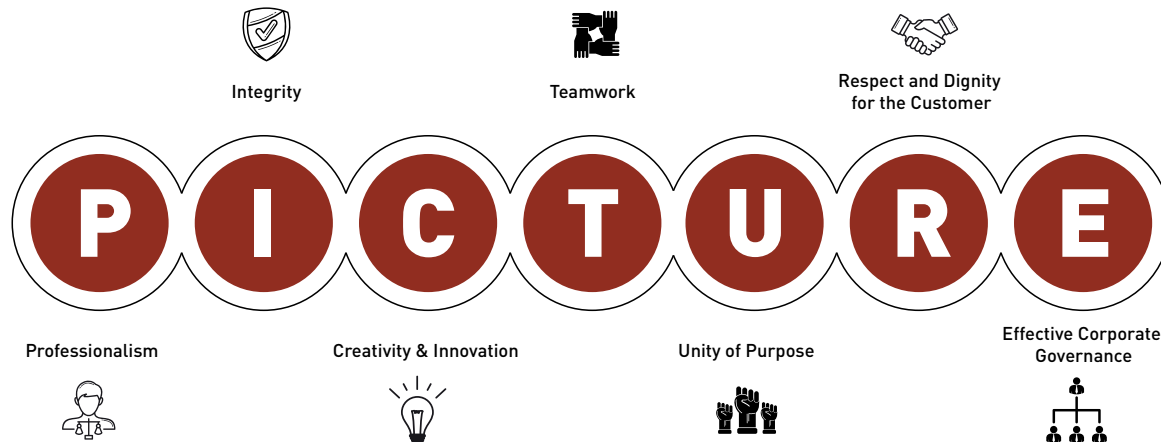 Integrity
Teamwork
Respect and Dignity
for the Customer
P I C T U R E
Professionalism
Creativity & Innovation
Unity of Purpose
Effective Corporate
Governance